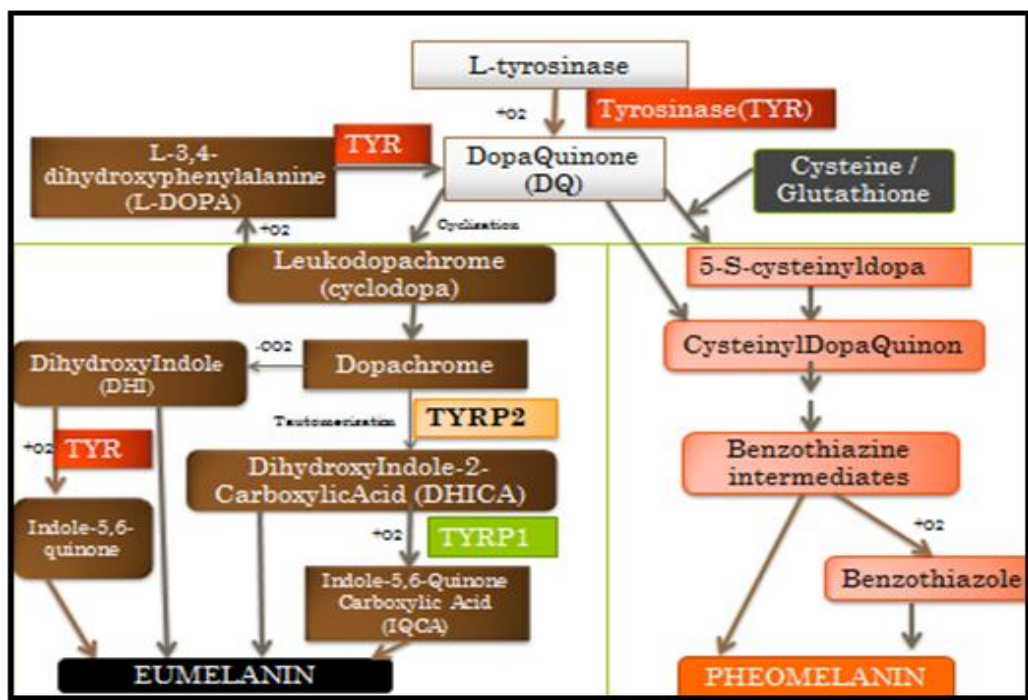 L-tyrosinase
+O2
Tyrosinase(TYR)
TYR
L-3,4-
dihydroxyphenylalanine
(L-DOPA)
DopaQuinone
(DQ)
Cysteine /
Glutathione
+O2
Cyclisation
Leukodopachrome
(cyclodopa)
5-S-cysteinyldopa
-CO2
DihydroxyIndole
(DHI)
Dopachrome
CysteinylDopaQuinon
Tautomerization
TYRP2
+O2
TYR
DihydroxyIndole-2-
CarboxylicAcid (DHICA)
Benzothiazine
intermediates
Indole-5,6-
quinone
+O2
TYRP1
+O2
Indole-5,6-Quinone
Carboxylic Acid
(IQCA)
Benzothiazole
EUMELANIN
PHEOMELANIN